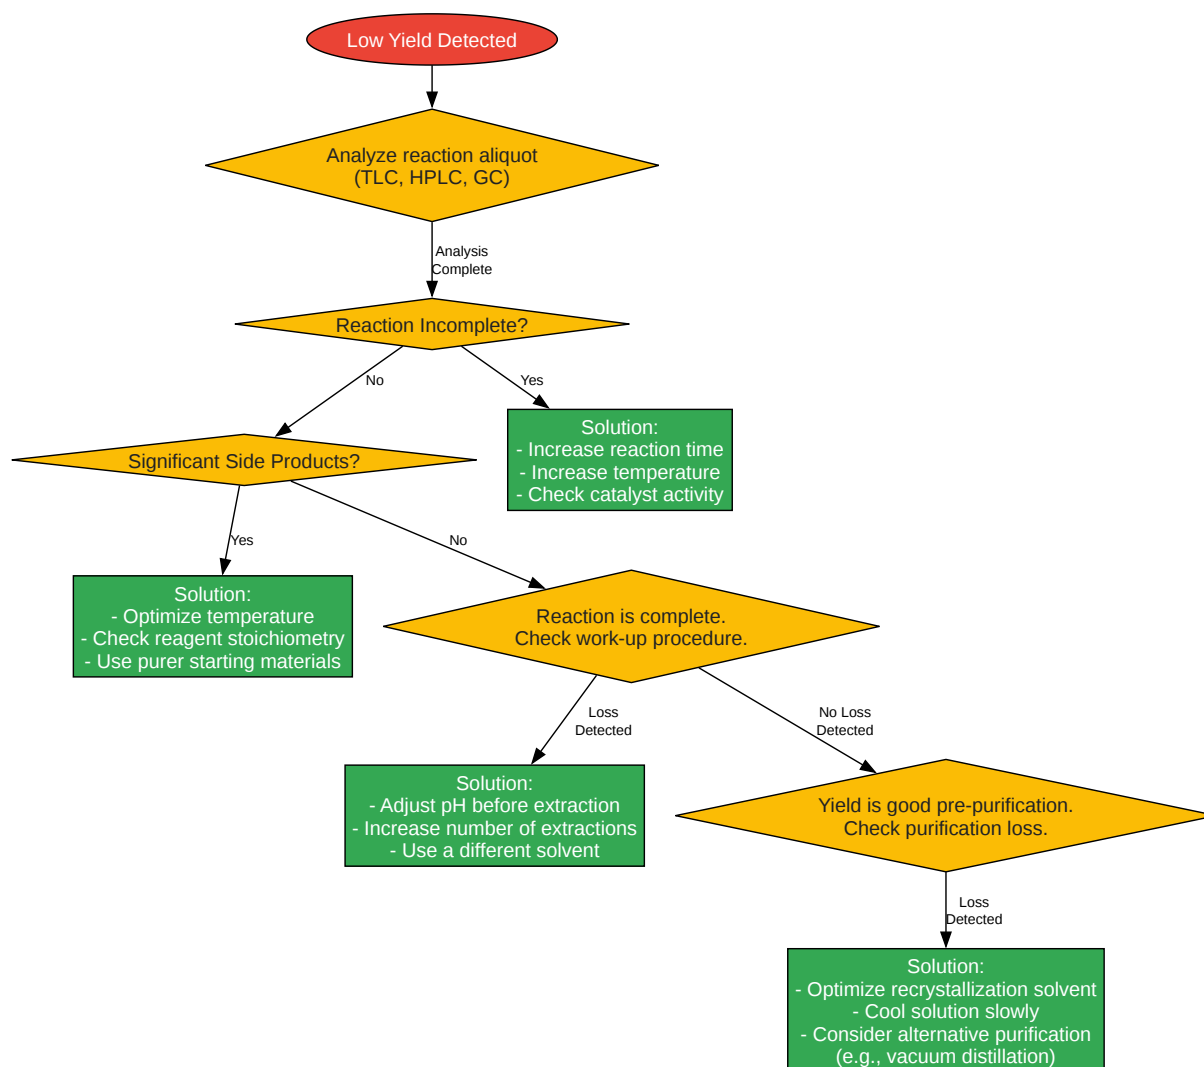 Low Yield Detected
Analyze reaction aliquot
(TLC, HPLC, GC)
Analysis
Complete
Reaction Incomplete?
No
Yes
Solution:
- Increase reaction time
- Increase temperature
- Check catalyst activity
Significant Side Products?
Yes
No
Solution:
- Optimize temperature
- Check reagent stoichiometry
- Use purer starting materials
Reaction is complete.
Check work-up procedure.
Loss
Detected
No Loss
Detected
Solution:
- Adjust pH before extraction
- Increase number of extractions
- Use a different solvent
Yield is good pre-purification.
Check purification loss.
Loss
Detected
Solution:
- Optimize recrystallization solvent
- Cool solution slowly
- Consider alternative purification
(e.g., vacuum distillation)